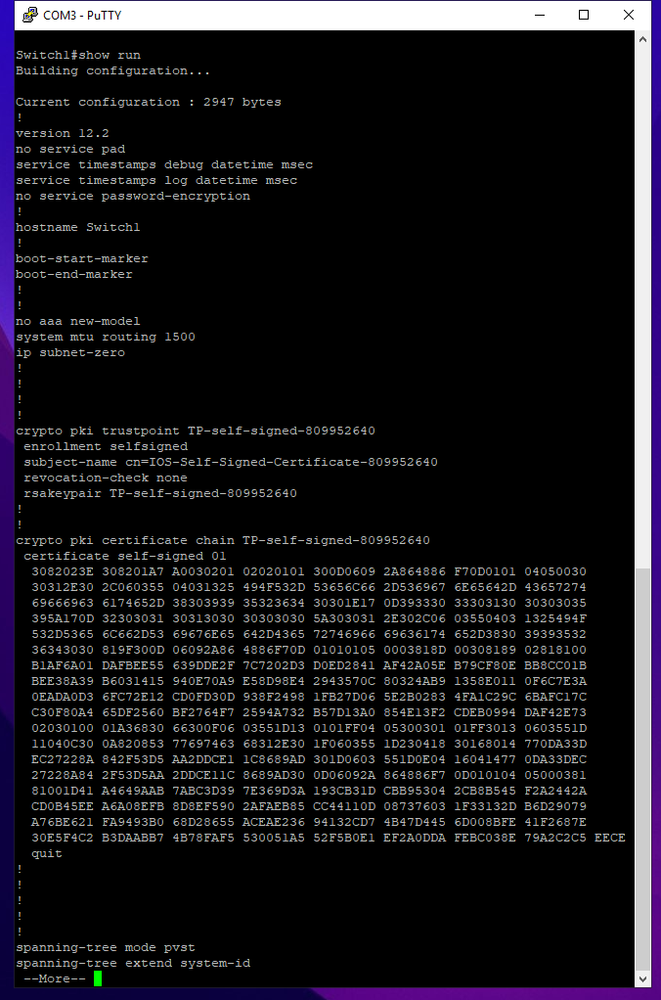 COM3 - PuTTY
Switch1#show run
Building configuration...
Current configuration : 2947 bytes
!
version 12.2
no service pad
service timestamps debug datetime msec
service timestamps log datetime msec
no service password-encryption
!
hostname Switch1
!
boot-start-marker
boot-end-marker
!
!
no aaa new-model
system mtu routing 1500
ip subnet-zero
!
!
!
!
crypto pki trustpoint TP-self-signed-809952640
 enrollment selfsigned
 subject-name cn=IOS-Self-Signed-Certificate-809952640
 revocation-check none
 rsakeypair TP-self-signed-809952640
!
!
crypto pki certificate chain TP-self-signed-809952640
 certificate self-signed 01
  3082023E 308201A7 A0030201 02020101 300D0609 2A864886 F70D0101 04050030
  30312E30 2C060355 04031325 494F532D 53656C66 2D536967 6E65642D 43657274
  69666963 6174652D 38303939 35323634 30301E17 0D393330 33303130 30303035
  395A170D 32303031 30313030 30303030 5A303031 2E302C06 03550403 1325494F
  532D5365 6C662D53 69676E65 642D4365 72746966 69636174 652D3830 39393532
  36343030 819F300D 06092A86 4886F70D 01010105 0003818D 00308189 02818100
  B1AF6A01 DAFBEE55 639DDE2F 7C7202D3 D0ED2841 AF42A05E B79CF80E BB8CC01B
  BEE38A39 B6031415 940E70A9 E58D98E4 2943570C 80324AB9 1358E011 0F6C7E3A
  0EADA0D3 6FC72E12 CD0FD30D 938F2498 1FB27D06 5E2B0283 4FA1C29C 6BAFC17C
  C30F80A4 65DF2560 BF2764F7 2594A732 B57D13A0 854E13F2 CDEB0994 DAF42E73
  02030100 01A36830 66300F06 03551D13 0101FF04 05300301 01FF3013 0603551D
  11040C30 0A820853 77697463 68312E30 1F060355 1D230418 30168014 770DA33D
  EC27228A 842F53D5 AA2DDCE1 1C8689AD 301D0603 551D0E04 16041477 0DA33DEC
  27228A84 2F53D5AA 2DDCE11C 8689AD30 0D06092A 864886F7 0D010104 05000381
  81001D41 A4649AAB 7ABC3D39 7E369D3A 193CB31D CBB95304 2CB8B545 F2A2442A
  CD0B45EE A6A08EFB 8D8EF590 2AFAEB85 CC44110D 08737603 1F33132D B6D29079
  A76BE621 FA9493B0 68D28655 ACEAE236 94132CD7 4B47D445 6D008BFE 41F2687E
  30E5F4C2 B3DAABB7 4B78FAF5 530051A5 52F5B0E1 EF2A0DDA FEBC038E 79A2C2C5 EECE
  quit
!
!
!
!
!
spanning-tree mode pvst
spanning-tree extend system-id
 --More--